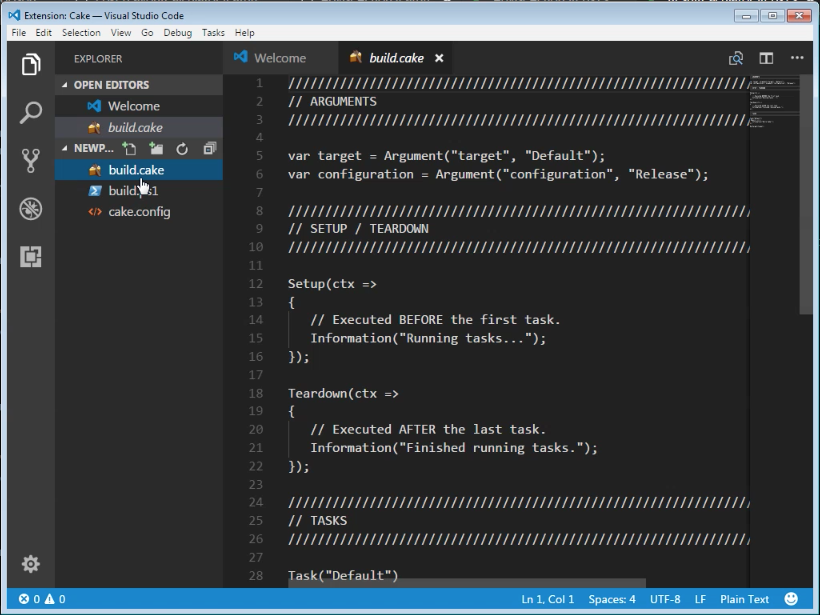 Extension: Cake — Visual Studio Code
File Edit Selection View Go Debug Tasks Help
EXPLORER
Welcome
build.cake
OPEN EDITORS
Welcome
build.cake
NEWP...
build.cake
cake.config
1 ////////////////////////////////////////////////////////////////
2 // ARGUMENTS
3 ////////////////////////////////////////////////////////////////
4
5 var target = Argument("target", "Default");
6 var configuration = Argument("configuration", "Release");
7
8 ////////////////////////////////////////////////////////////////
9 // SETUP / TEARDOWN
10 ////////////////////////////////////////////////////////////////
11
12 Setup(ctx =>
13 {
14 // Executed BEFORE the first task.
15 Information("Running tasks...");
16 });
17
18 Teardown(ctx =>
19 {
20 // Executed AFTER the last task.
21 Information("Finished running tasks.");
22 });
23
24 ////////////////////////////////////////////////////////////////
25 // TASKS
26 ////////////////////////////////////////////////////////////////
27
28 Task("Default")
0 0 Ln 1, Col 1 Spaces: 4 UTF-8 LF Plain Text